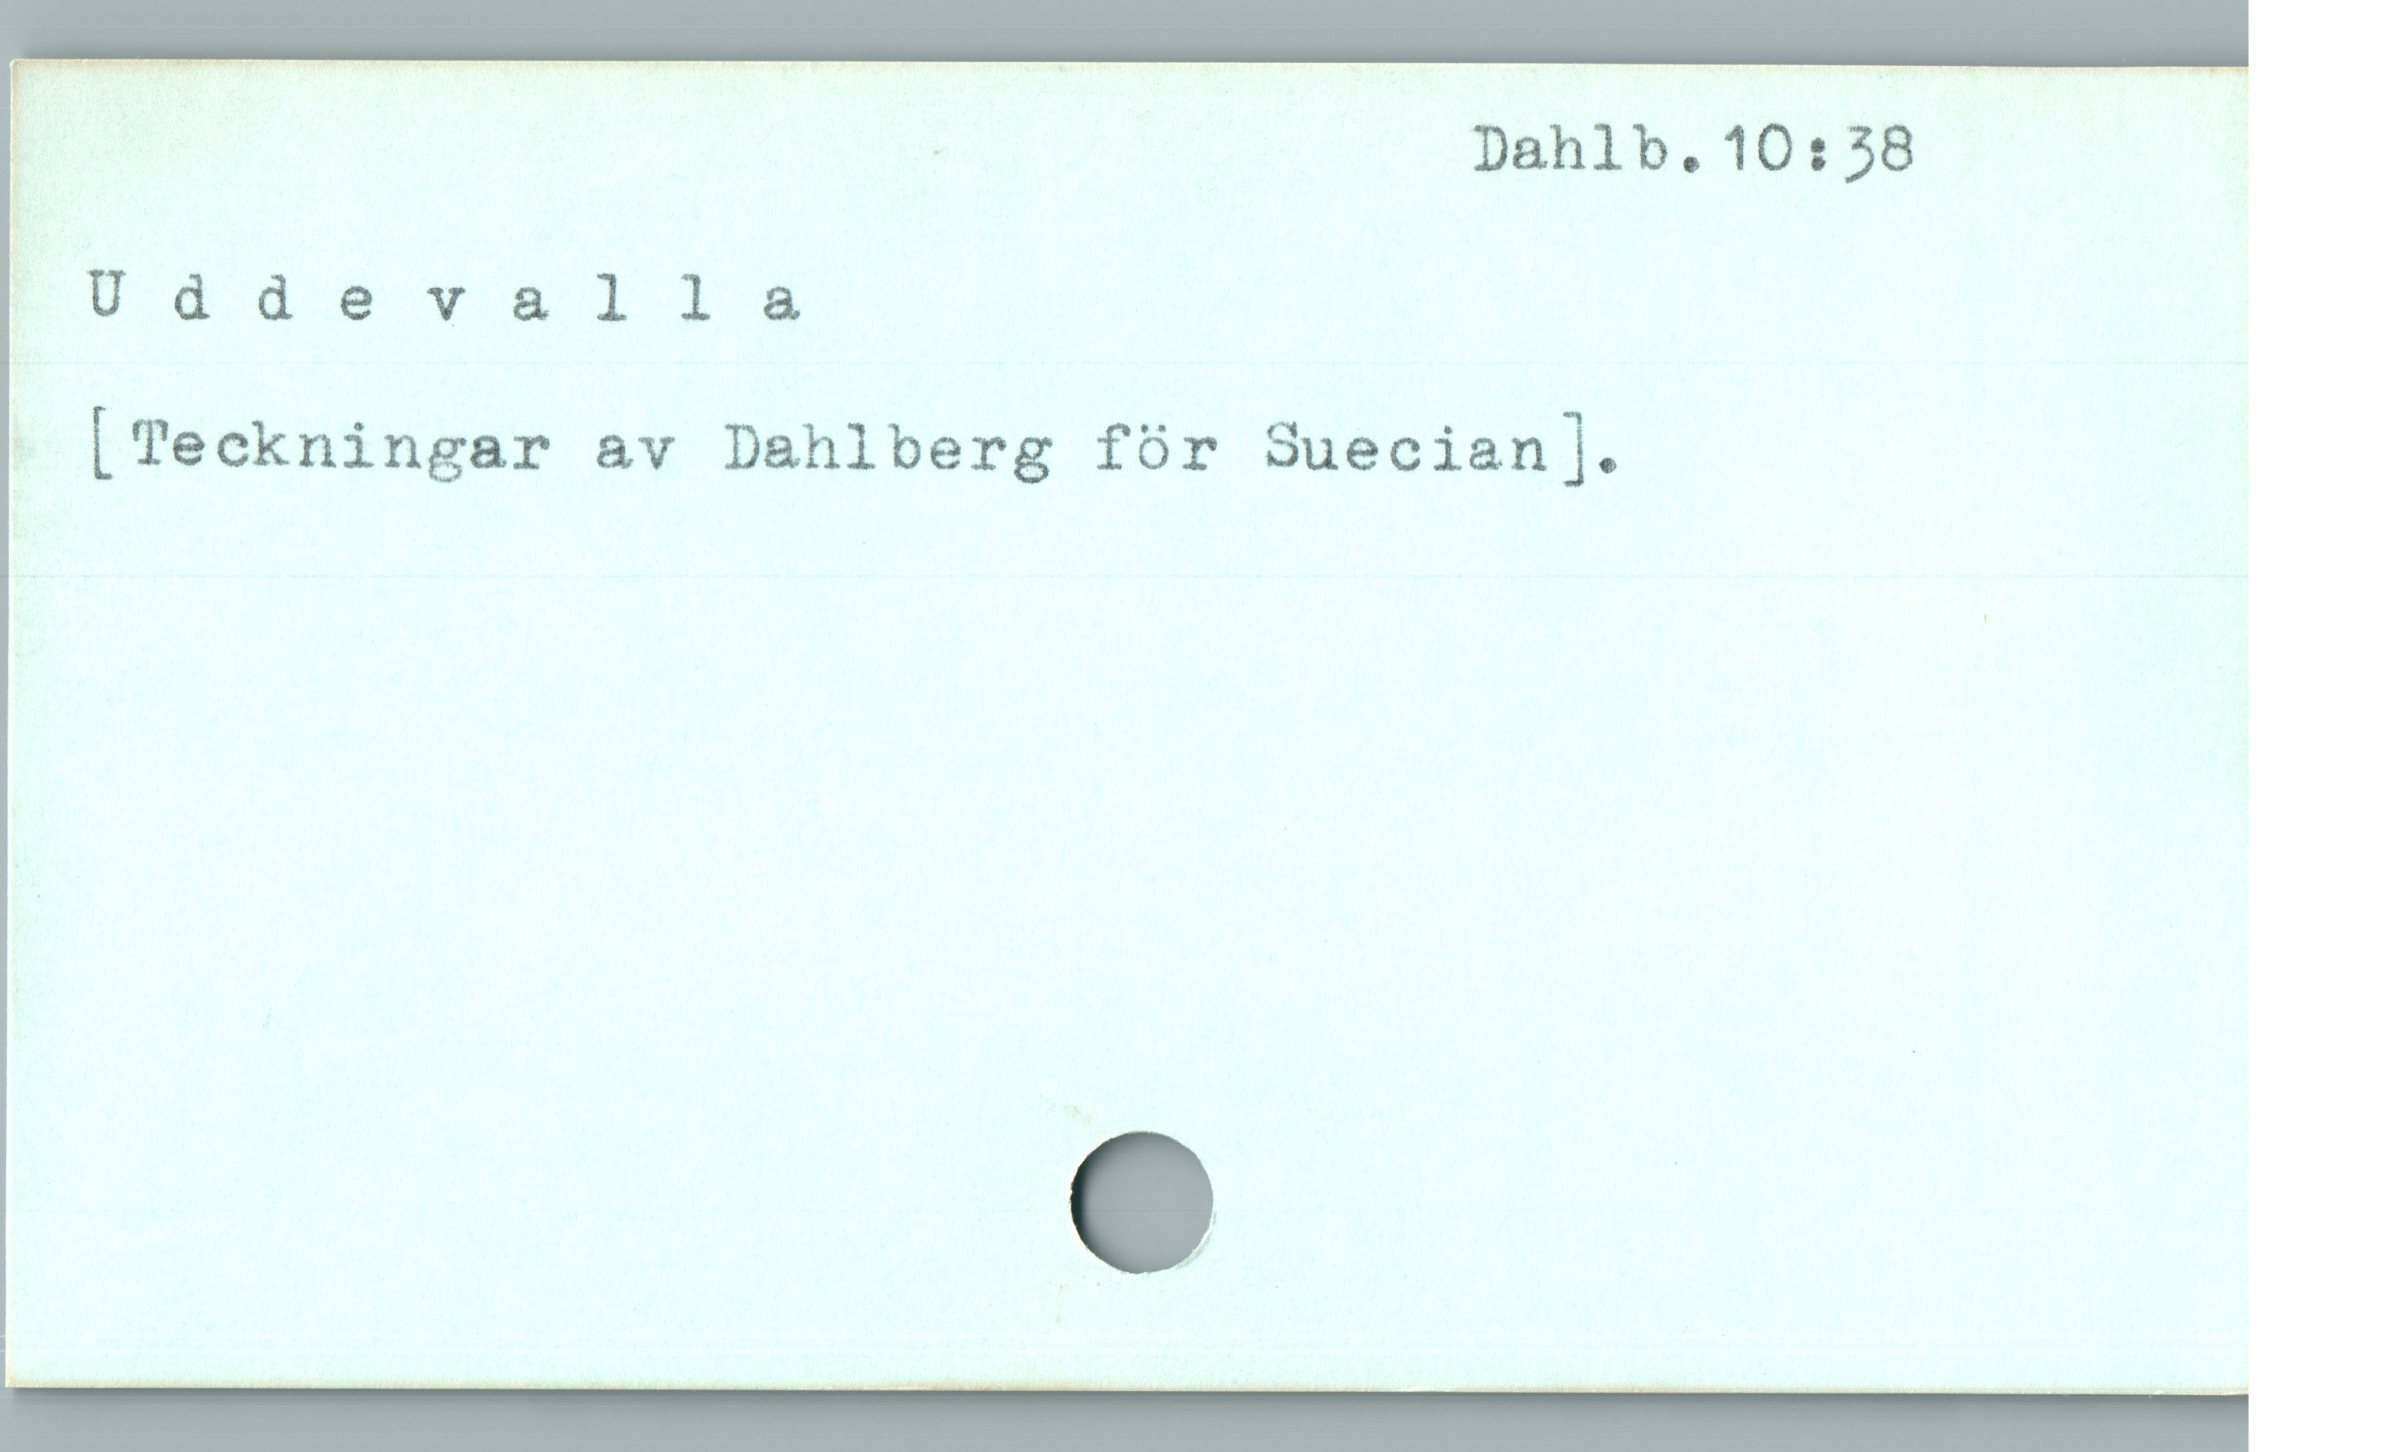 Dahlb.10:38
U d d e v a l l a
[Teckningar av Dahlberg för Suecian].